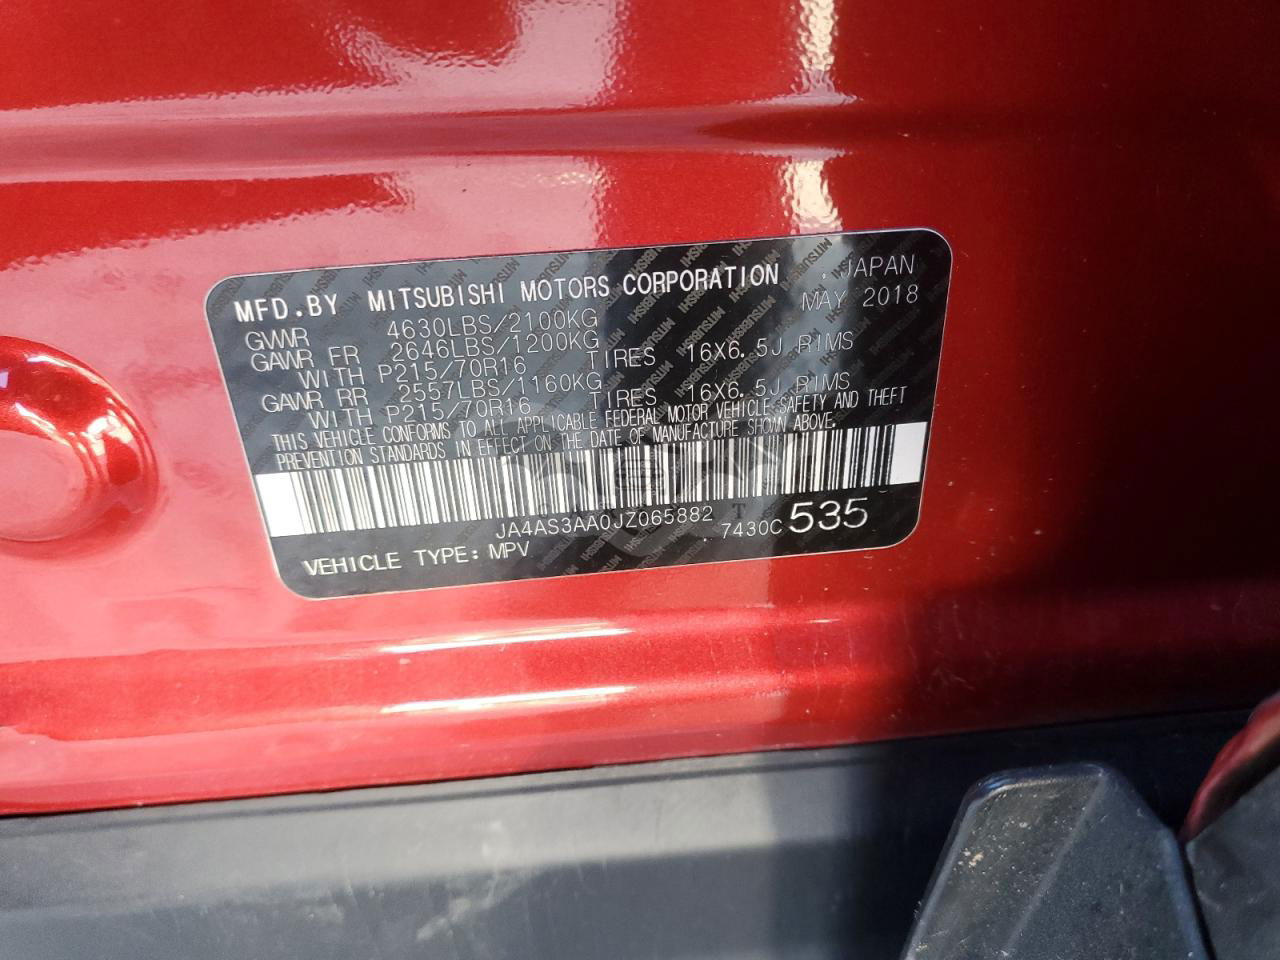 MFD.BY MITSUBISHI MOTORS CORPORATION , JAPAN
MAY 2018
GVWR 4630LBS/2100KG
GAWR FR 2646LBS/1200KG
WITH P215/70R16 TIRES 16X6.5J RIMS
GAWR RR 2557LBS/1160KG
WITH P215/70R16 TIRES 16X6.5J RIMS
THIS VEHICLE CONFORMS TO ALL APPLICABLE FEDERAL MOTOR VEHICLE SAFETY AND THEFT
PREVENTION STANDARDS IN EFFECT ON THE DATE OF MANUFACTURE SHOWN ABOVE.
JA4AS3AA0JZ065882
7430C 535
VEHICLE TYPE: MPV